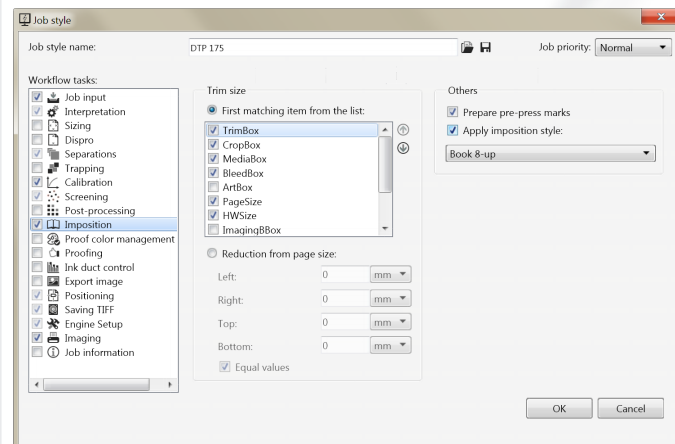 Job style
Job style name:
DTP 175
Job priority:
Normal
Workflow tasks:
Job input
Interpretation
Sizing
Dispro
Separations
Trapping
Calibration
Screening
Post-processing
Imposition
Proof color management
Proofing
Ink duct control
Export image
Positioning
Saving TIFF
Engine Setup
Imaging
Job information
Trim size
First matching item from the list:
TrimBox
CropBox
MediaBox
BleedBox
ArtBox
PageSize
HWSize
ImagingBBox
Reduction from page size:
Left: 0 mm
Right: 0 mm
Top: 0 mm
Bottom: 0 mm
Equal values
Others
Prepare pre-press marks
Apply imposition style:
Book 8-up
OK
Cancel